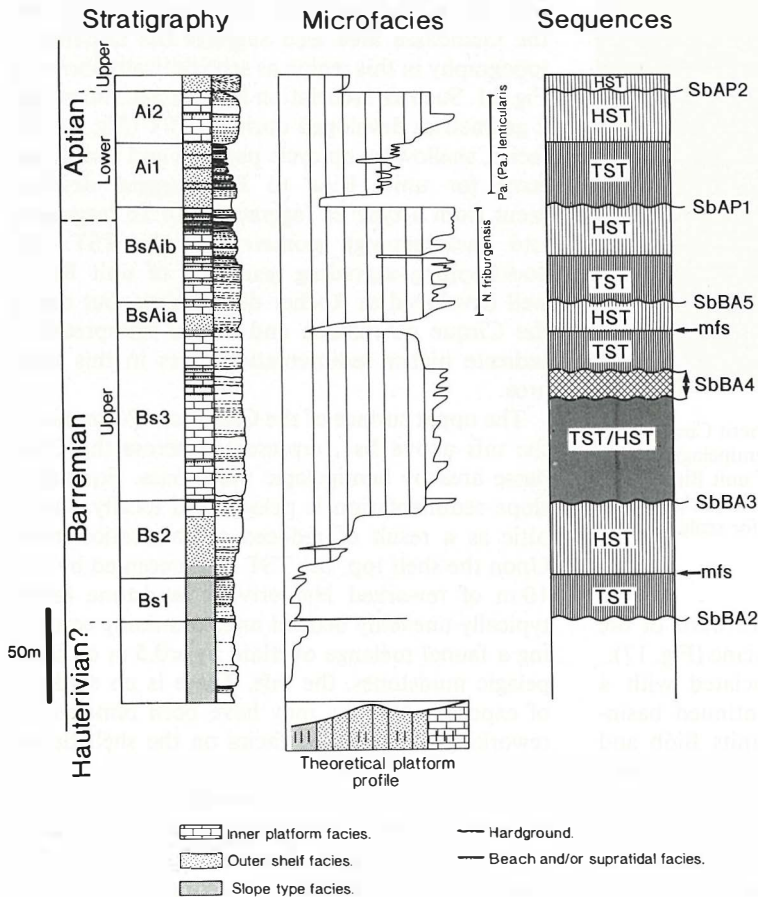 Stratigraphy Microfacies Sequences
Upper
Aptian
Lower
Ai2
Ai1
BsAib
BsAia
Barremian
Upper
Bs3
Bs2
Bs1
Hauterivian?
50m
Pa. (Pa.) lenticularis
N. friburgensis
HST
SbAP2
HST
TST
SbAP1
HST
TST
SbBA5
HST
mfs
TST
SbBA4
TST/HST
SbBA3
HST
mfs
TST
SbBA2
Theoretical platform
profile
Inner platform facies.
Outer shelf facies.
Slope type facies.
Hardground.
Beach and/or supratidal facies.